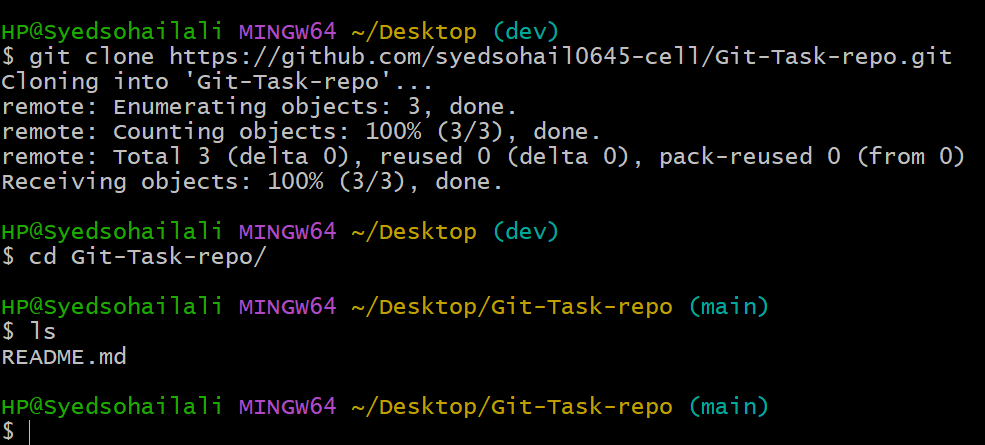 HP@Syedsohailali MINGW64 ~/Desktop (dev)
$ git clone https://github.com/syedsohail0645-cell/Git-Task-repo.git
Cloning into 'Git-Task-repo'...
remote: Enumerating objects: 3, done.
remote: Counting objects: 100% (3/3), done.
remote: Total 3 (delta 0), reused 0 (delta 0), pack-reused 0 (from 0)
Receiving objects: 100% (3/3), done.
HP@Syedsohailali MINGW64 ~/Desktop (dev)
$ cd Git-Task-repo/
HP@Syedsohailali MINGW64 ~/Desktop/Git-Task-repo (main)
$ ls
README.md
HP@Syedsohailali MINGW64 ~/Desktop/Git-Task-repo (main)
$